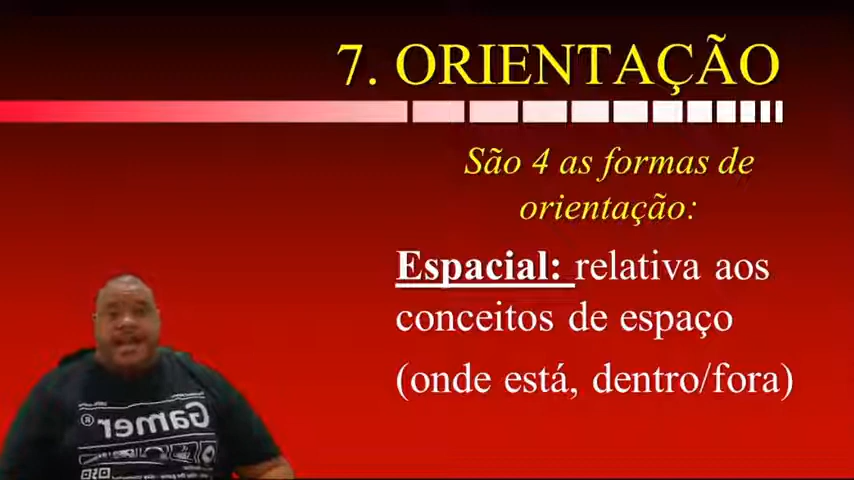 7. ORIENTAÇÃO
São 4 as formas de
orientação:
Espacial: relativa aos
conceitos de espaço
(onde está, dentro/fora)
Gamer®